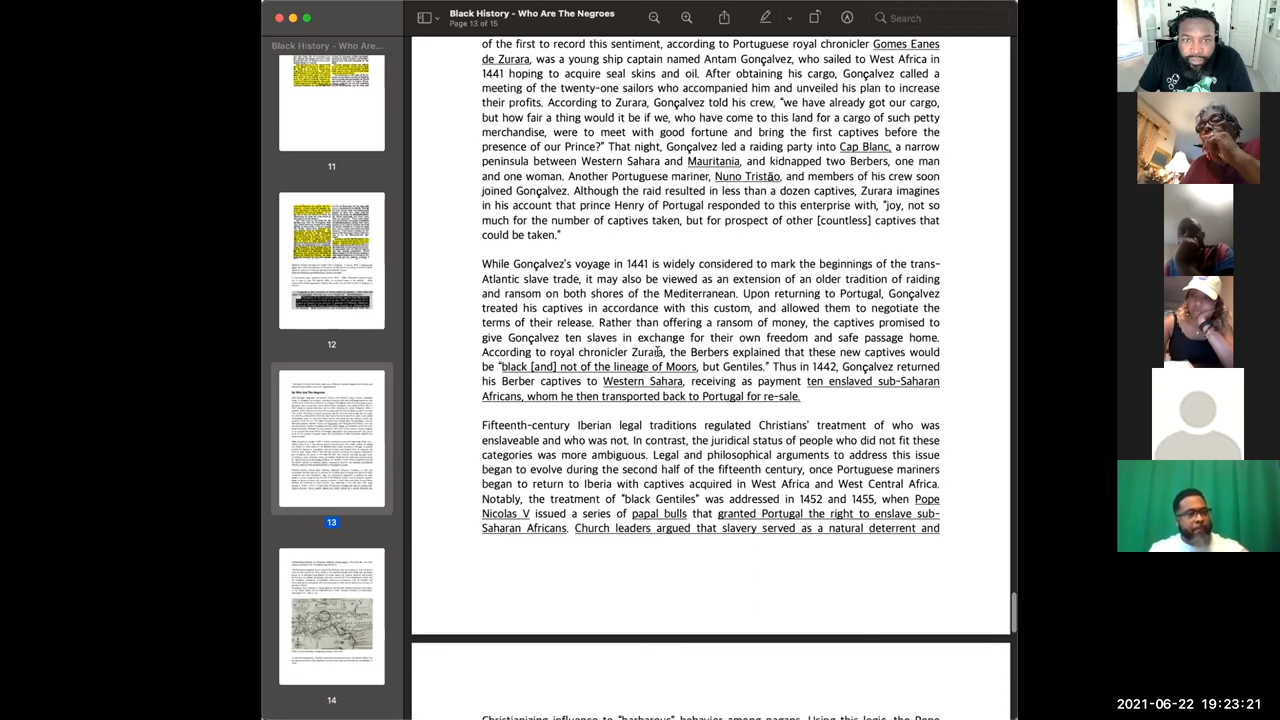 Black History - Who Are The Negroes
Page 13 of 15
Search
Black History - Who Are...
11
12
13
14
of the first to record this sentiment, according to Portuguese royal chronicler Gomes Eanes
de Zurara, was a young ship captain named Antam Gonçalvez, who sailed to West Africa in
1441 hoping to acquire seal skins and oil. After obtaining his cargo, Gonçalvez called a
meeting of the twenty-one sailors who accompanied him and unveiled his plan to increase
their profits. According to Zurara, Gonçalvez told his crew, “we have already got our cargo,
but how fair a thing would it be if we, who have come to this land for a cargo of such petty
merchandise, were to meet with good fortune and bring the first captives before the
presence of our Prince?” That night, Gonçalvez led a raiding party into Cap Blanc, a narrow
peninsula between Western Sahara and Mauritania, and kidnapped two Berbers, one man
and one woman. Another Portuguese mariner, Nuno Tristão, and members of his crew soon
joined Gonçalvez. Although the raid resulted in less than a dozen captives, Zurara imagines
in his account that prince Henry of Portugal responded to this enterprise with, “joy, not so
much for the number of captives taken, but for prospect of other [countless] captives that
could be taken.”
While Gonçalvez’s voyage in 1441 is widely considered to mark the beginnings of the trans-
Atlantic slave trade, it may also be viewed as an extension of an older tradition of raiding
and ransom on both shores of the Mediterranean. Upon returning to Portugal, Gonçalvez
treated his captives in accordance with this custom, and allowed them to negotiate the
terms of their release. Rather than offering a ransom of money, the captives promised to
give Gonçalvez ten slaves in exchange for their own freedom and safe passage home.
According to royal chronicler Zurara, the Berbers explained that these new captives would
be “black [and] not of the lineage of Moors, but Gentiles.” Thus in 1442, Gonçalvez returned
his Berber captives to Western Sahara, receiving as payment ten enslaved sub-Saharan
Africans, whom he then transported back to Portugal for re-sale.
Fifteenth-century Iberian legal traditions regulated Christians’ treatment of who was
enslaveable and who was not. In contrast, the juridical status of people who did not fit these
categories was more ambiguous. Legal and philosophical arguments to address this issue
began to evolve during the second half of the fifteenth century, once Portuguese mariners
began to return to Iberia with captives acquired in West Africa and West Central Africa.
Notably, the treatment of “black Gentiles” was addressed in 1452 and 1455, when Pope
Nicolas V issued a series of papal bulls that granted Portugal the right to enslave sub-
Saharan Africans. Church leaders argued that slavery served as a natural deterrent and
Christianizing influence to “barbarous” behavior among pagans. Using this logic, the Pope
2021-06-22 19:23:21